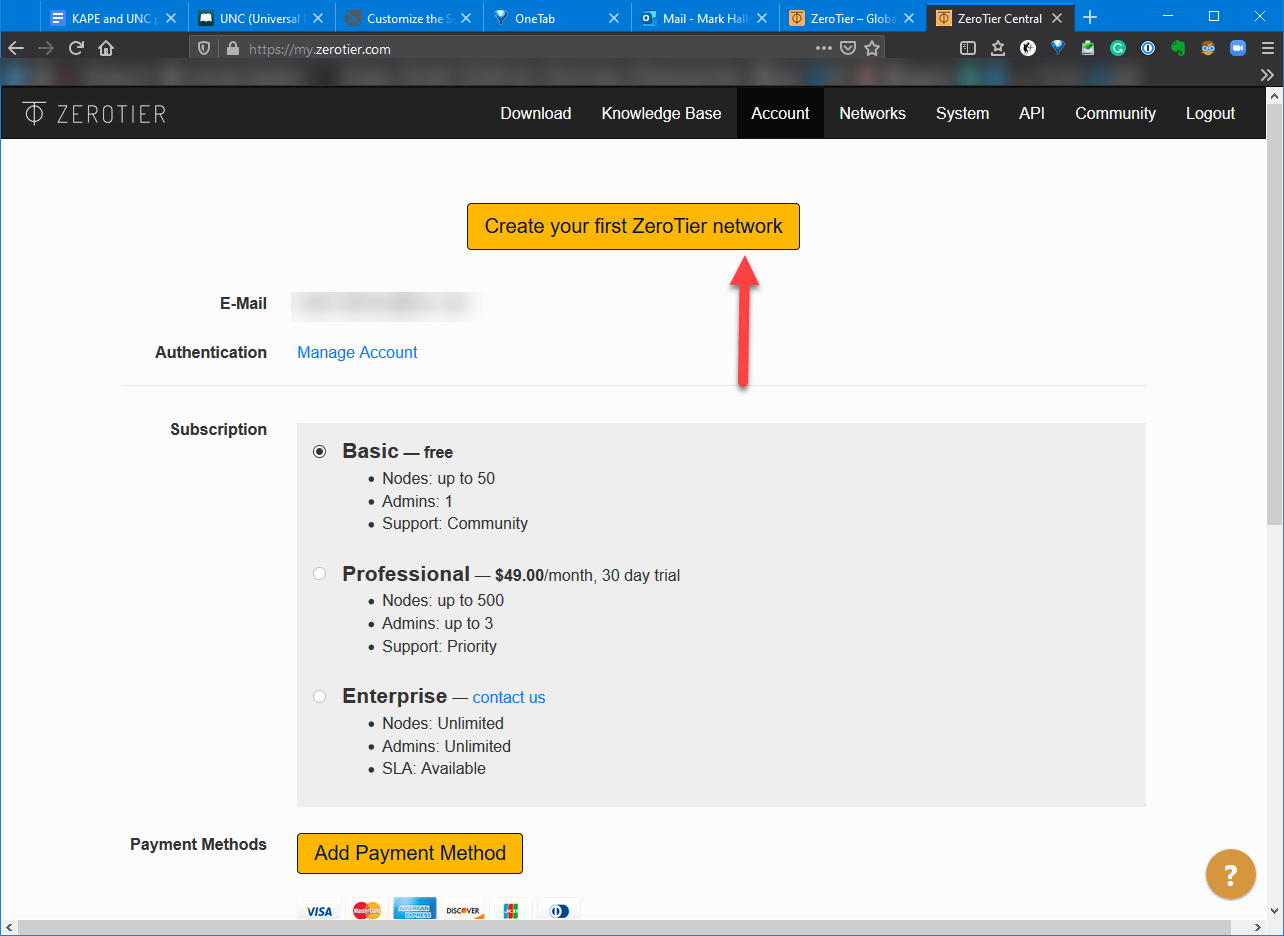 KAPE and UNC p
UNC (Universal
Customize the S
OneTab
Mail - Mark Hall
ZeroTier – Globa
ZeroTier Central
https://my.zerotier.com
ZEROTIER
Download
Knowledge Base
Account
Networks
System
API
Community
Logout
Create your first ZeroTier network
E-Mail
Authentication
Manage Account
Subscription
Basic — free
• Nodes: up to 50
• Admins: 1
• Support: Community
Professional — $49.00/month, 30 day trial
• Nodes: up to 500
• Admins: up to 3
• Support: Priority
Enterprise — contact us
• Nodes: Unlimited
• Admins: Unlimited
• SLA: Available
Payment Methods
Add Payment Method
?
VISA
MasterCard
AMERICAN EXPRESS
DISCOVER
JCB